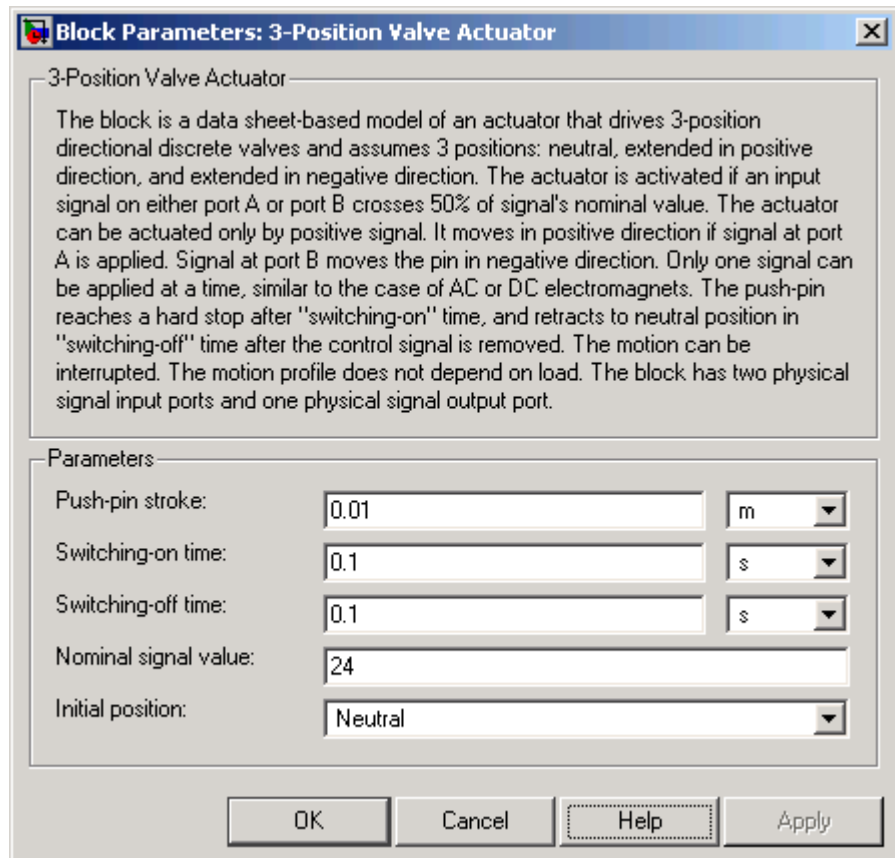 Block Parameters: 3-Position Valve Actuator
3-Position Valve Actuator
The block is a data sheet-based model of an actuator that drives 3-position
directional discrete valves and assumes 3 positions: neutral, extended in positive
direction, and extended in negative direction. The actuator is activated if an input
signal on either port A or port B crosses 50% of signal's nominal value. The actuator
can be actuated only by positive signal. It moves in positive direction if signal at port
A is applied. Signal at port B moves the pin in negative direction. Only one signal can
be applied at a time, similar to the case of AC or DC electromagnets. The push-pin
reaches a hard stop after "switching-on" time, and retracts to neutral position in
"switching-off" time after the control signal is removed. The motion can be
interrupted. The motion profile does not depend on load. The block has two physical
signal input ports and one physical signal output port.
Parameters
Push-pin stroke: 0.01 m
Switching-on time: 0.1 s
Switching-off time: 0.1 s
Nominal signal value: 24
Initial position: Neutral
OK Cancel Help Apply